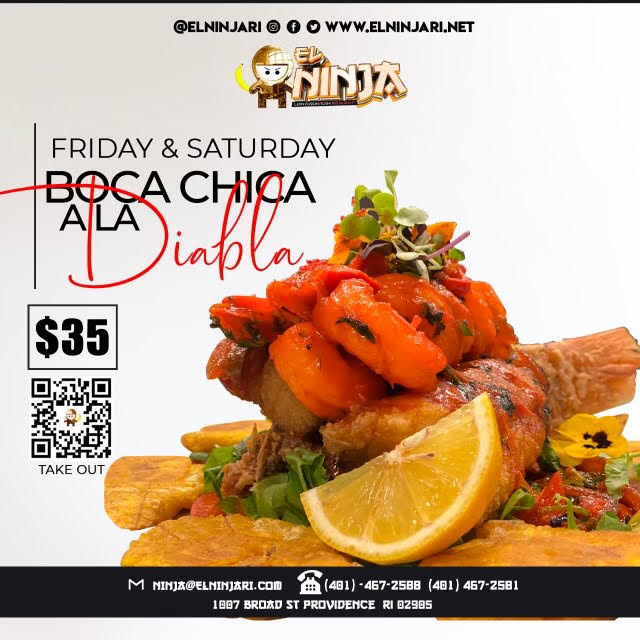 @ELNINJARI WWW.ELNINJARI.NET
EL
NINJA
FRIDAY & SATURDAY
BOCA CHICA
A LA
Diabla
$35
TAKE OUT
NINJA@ELNINJARI.COM (401) -467-2588 (401) 467-2581
1007 BROAD ST PROVIDENCE RI 02905